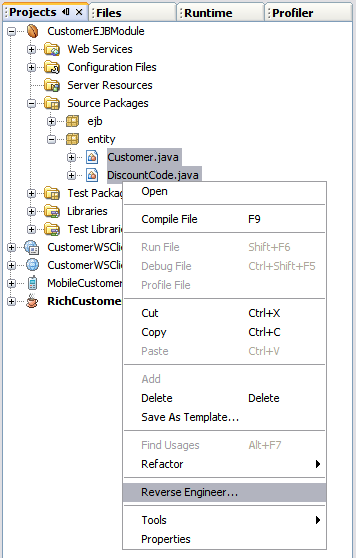 Projects Files Runtime Profiler
CustomerEJBModule
Web Services
Configuration Files
Server Resources
Source Packages
ejb
entity
Customer.java
DiscountCode.java
Test Packag
Libraries
Test Librari
CustomerWSCli
CustomerWSCli
MobileCustomer
RichCustome
Open
Compile File F9
Run File Shift+F6
Debug File Ctrl+Shift+F5
Profile File
Cut Ctrl+X
Copy Ctrl+C
Paste Ctrl+V
Add
Delete Delete
Save As Template...
Find Usages Alt+F7
Refactor
Reverse Engineer...
Tools
Properties